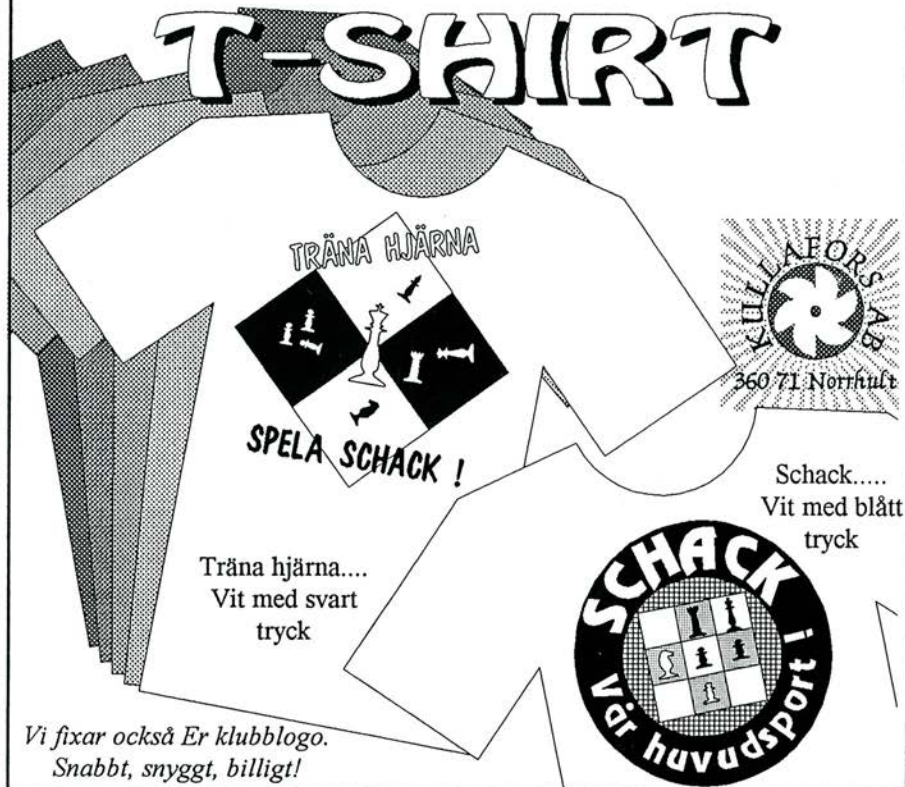 T-SHIRT
TRÄNA HJÄRNA
SPELA SCHACK !
KULLAFORS AB
360 71 Norrhult
Schack.....
Vit med blått
tryck
Träna hjärna....
Vit med svart
tryck
SCHACK
vår huvudsport !
Vi fixar också Er klubblogo.
Snabbt, snyggt, billigt!